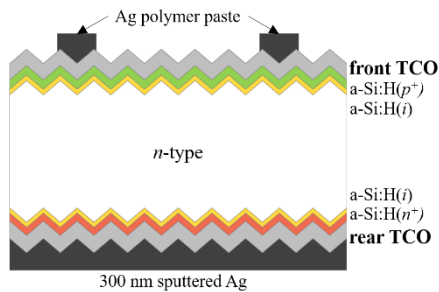 Ag polymer paste
front TCO
a-Si:H(p⁺)
a-Si:H(i)
n-type
a-Si:H(i)
a-Si:H(n⁺)
rear TCO
300 nm sputtered Ag